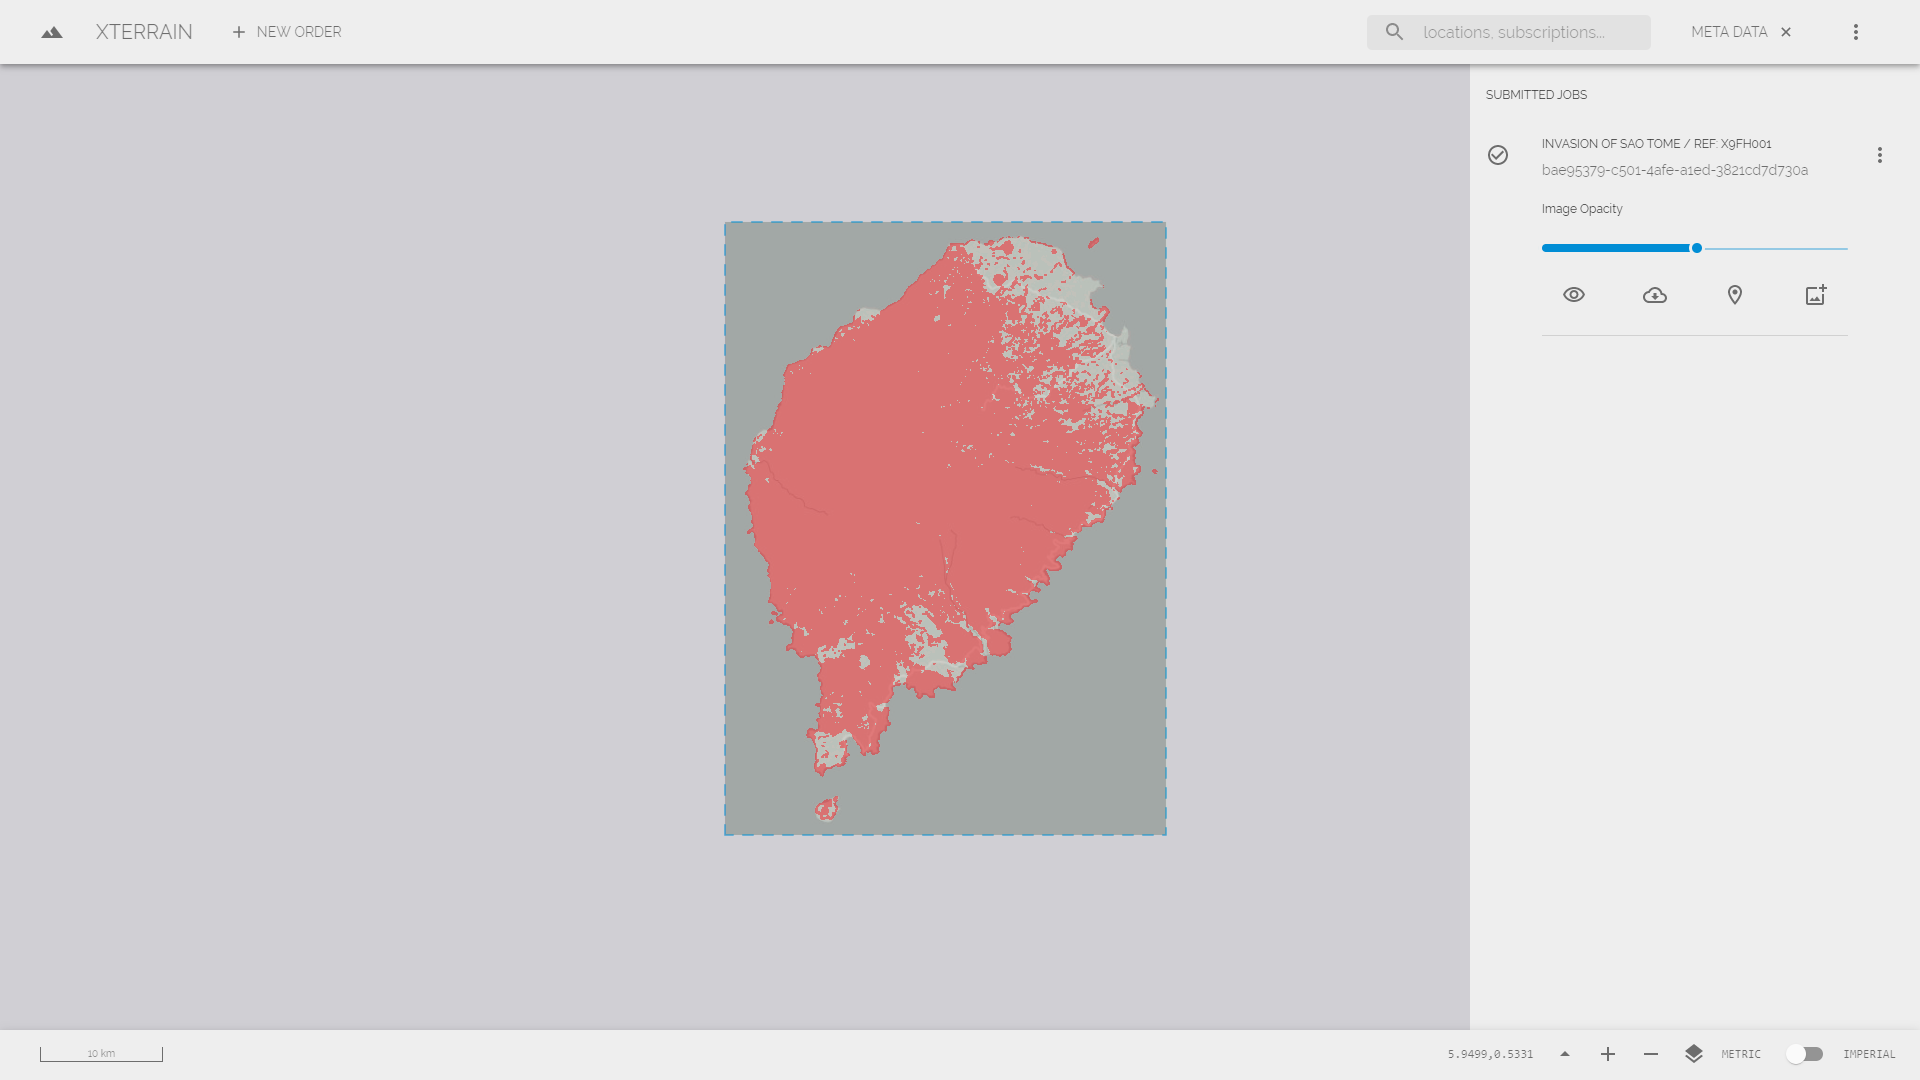 XTERRAIN
NEW ORDER
locations, subscriptions...
META DATA
SUBMITTED JOBS
INVASION OF SAO TOME / REF: X9FH001
bae95379-c501-4afe-a1ed-3821cd7d730a
Image Opacity
10 km
5.9499,0.5331
METRIC
IMPERIAL